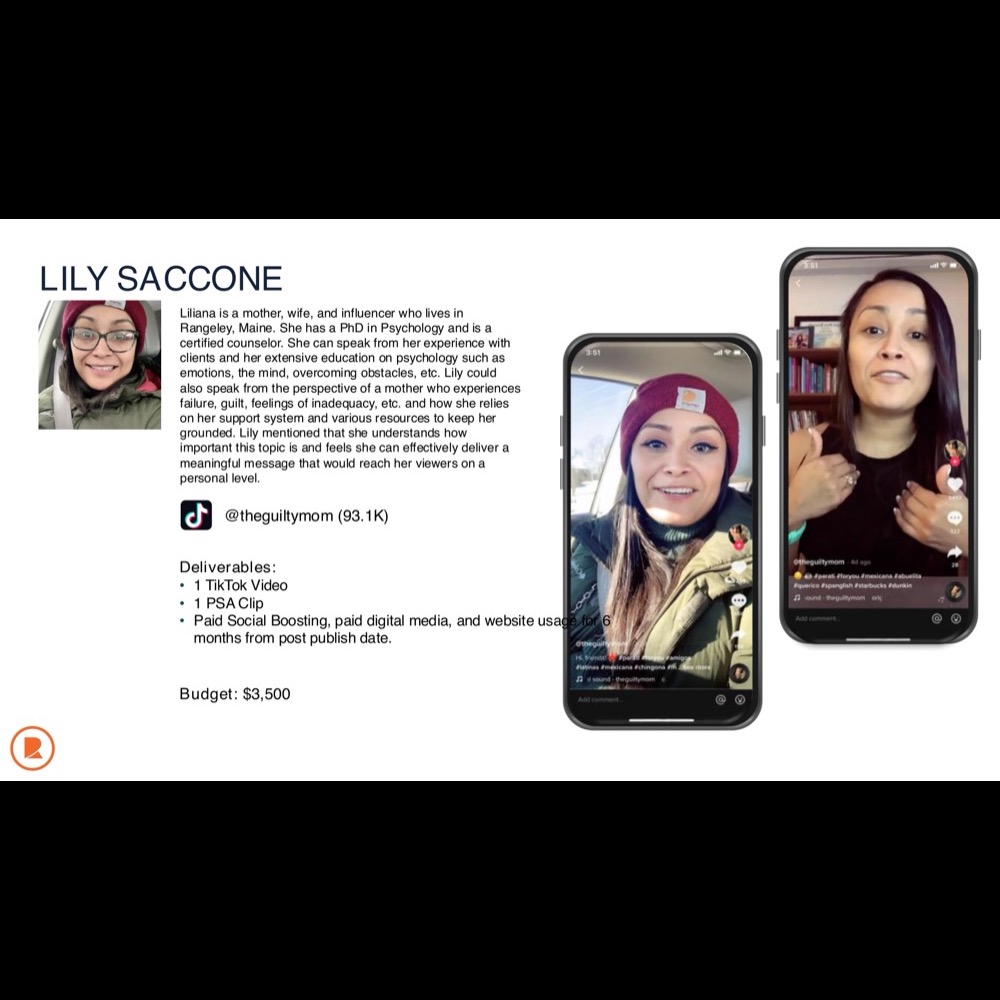 LILY SACCONE
Liliana is a mother, wife, and influencer who lives in
Rangeley, Maine. She has a PhD in Psychology and is a
certified counselor. She can speak from her experience with
clients and her extensive education on psychology such as
emotions, the mind, overcoming obstacles, etc. Lily could
also speak from the perspective of a mother who experiences
failure, guilt, feelings of inadequacy, etc. and how she relies
on her support system and various resources to keep her
grounded. Lily mentioned that she understands how
important this topic is and feels she can effectively deliver a
meaningful message that would reach her viewers on a
personal level.
@theguiltymom (93.1K)
Deliverables:
• 1 TikTok Video
• 1 PSA Clip
• Paid Social Boosting, paid digital media, and website usage for 6
months from post publish date.
Budget: $3,500
3:51
@theguiltymom
Hi, friends! #parati #foryou #amigos
#latinas #mexicana #chingona See more
sound - theguiltymom
Add comment...
3:51
@theguiltymom · 4d ago
#parati #foryou #mexicana #abuelita
#querico #spanglish #starbucks #dunkin
sound - theguiltymom
Add comment...